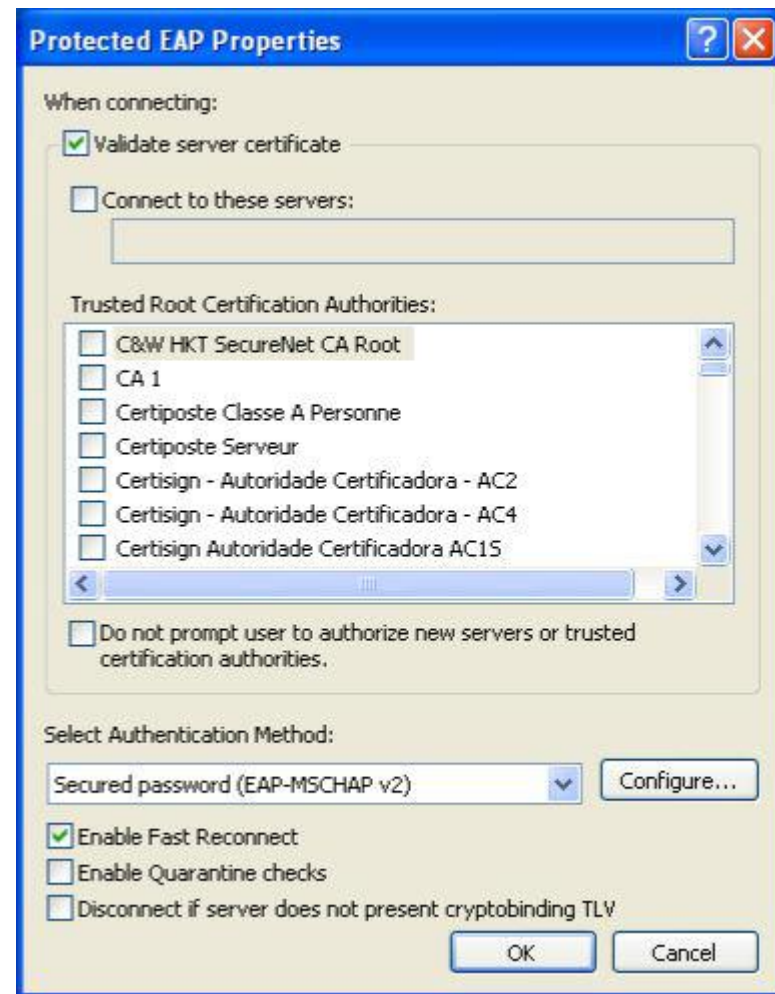 Protected EAP Properties
When connecting:
Validate server certificate
Connect to these servers:
Trusted Root Certification Authorities:
C&W HKT SecureNet CA Root
CA 1
Certiposte Classe A Personne
Certiposte Serveur
Certisign - Autoridade Certificadora - AC2
Certisign - Autoridade Certificadora - AC4
Certisign Autoridade Certificadora AC1S
Do not prompt user to authorize new servers or trusted
certification authorities.
Select Authentication Method:
Secured password (EAP-MSCHAP v2)
Configure...
Enable Fast Reconnect
Enable Quarantine checks
Disconnect if server does not present cryptobinding TLV
OK
Cancel